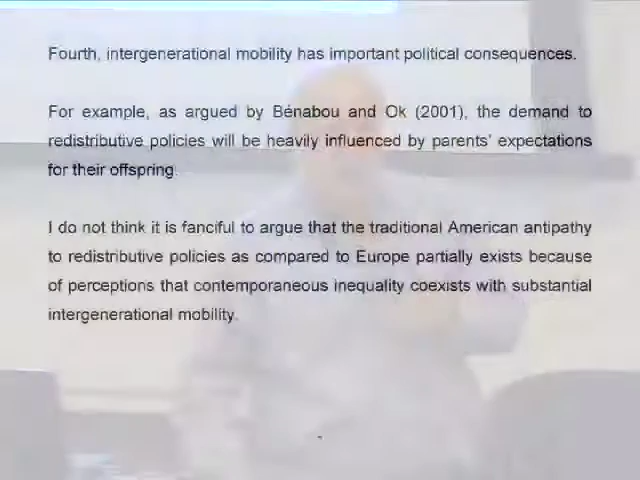 Fourth, intergenerational mobility has important political consequences.
For example, as argued by Bénabou and Ok (2001), the demand to
redistributive policies will be heavily influenced by parents' expectations
for their offspring.
I do not think it is fanciful to argue that the traditional American antipathy
to redistributive policies as compared to Europe partially exists because
of perceptions that contemporaneous inequality coexists with substantial
intergenerational mobility.